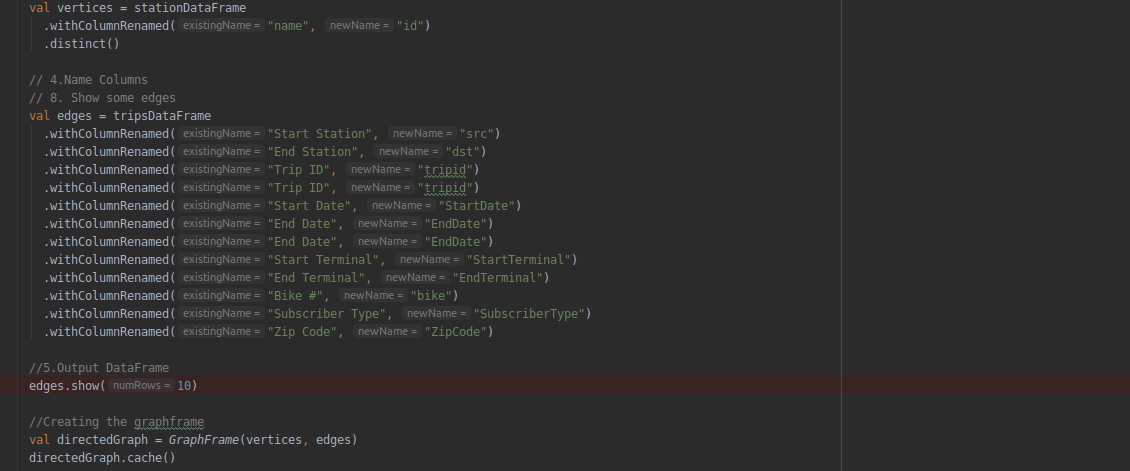 val vertices = stationDataFrame
.withColumnRenamed( existingName = "name", newName = "id")
.distinct()
// 4.Name Columns
// 8. Show some edges
val edges = tripsDataFrame
.withColumnRenamed( existingName = "Start Station", newName = "src")
.withColumnRenamed( existingName = "End Station", newName = "dst")
.withColumnRenamed( existingName = "Trip ID", newName = "tripid")
.withColumnRenamed( existingName = "Trip ID", newName = "tripid")
.withColumnRenamed( existingName = "Start Date", newName = "StartDate")
.withColumnRenamed( existingName = "End Date", newName = "EndDate")
.withColumnRenamed( existingName = "End Date", newName = "EndDate")
.withColumnRenamed( existingName = "Start Terminal", newName = "StartTerminal")
.withColumnRenamed( existingName = "End Terminal", newName = "EndTerminal")
.withColumnRenamed( existingName = "Bike #", newName = "bike")
.withColumnRenamed( existingName = "Subscriber Type", newName = "SubscriberType")
.withColumnRenamed( existingName = "Zip Code", newName = "ZipCode")
//5.Output DataFrame
edges.show( numRows = 10)
//Creating the graphframe
val directedGraph = GraphFrame(vertices, edges)
directedGraph.cache()